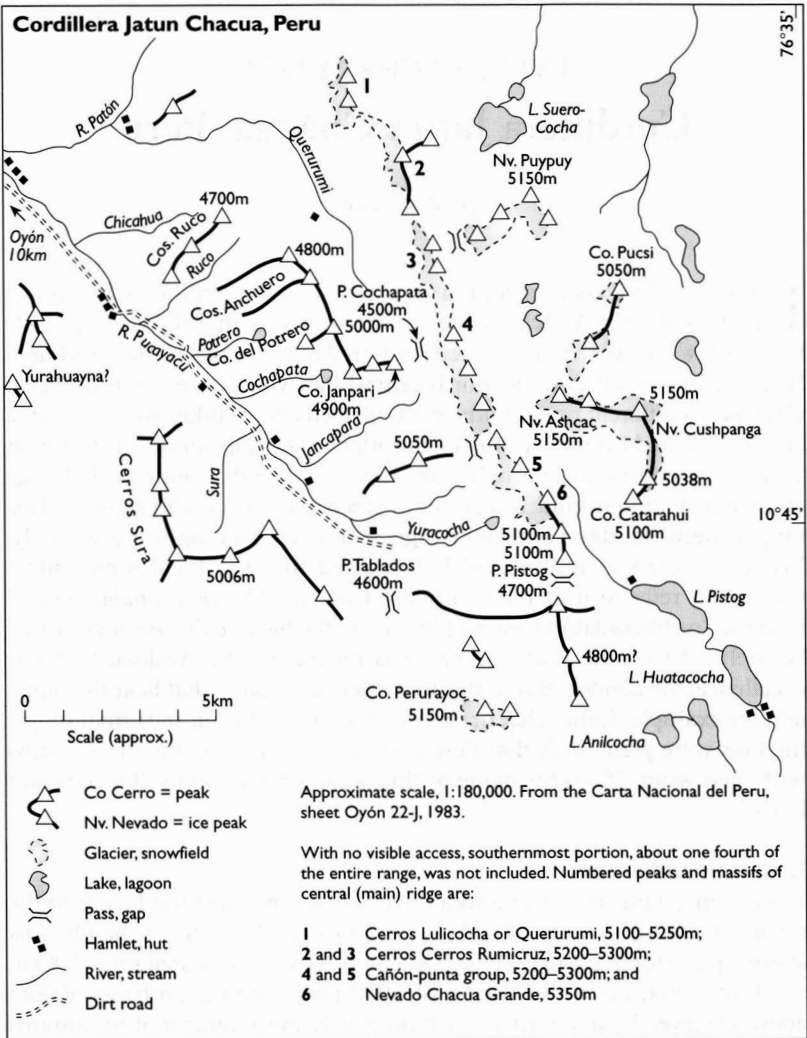 Cordillera Jatun Chacua, Peru
76°35'
1
R. Patón
Querurumi
L. Suero-
Cocha
2
Nv. Puypuy
5150m
4700m
Chicahua
Cos. Ruco
Oyón
10km
Ruco
4800m
3
Co. Pucsi
5050m
Cos. Anchuero
P. Cochapata
4500m
5000m
4
R. Puayacu
Potrero
Co. del Potrero
Yurahuayna?
Cochapata
Co. Janpari
4900m
5150m
Nv. Ashcac
5150m
Nv. Cushpanga
Jancapara
5050m
Cerros Sura
Sura
5
5038m
6
Co. Catarahui
5100m
10°45'
Yuracocha
5100m
5100m
5006m
P. Tablados
4600m
P. Pistog
4700m
L. Pistog
4800m?
L. Huatacocha
Co. Perurayoc
5150m
0 5km
Scale (approx.)
L. Anilcocha
Co Cerro = peak
Nv. Nevado = ice peak
Glacier, snowfield
Lake, lagoon
Pass, gap
Hamlet, hut
River, stream
Dirt road
Approximate scale, 1:180,000. From the Carta Nacional del Peru,
sheet Oyón 22-J, 1983.
With no visible access, southernmost portion, about one fourth of
the entire range, was not included. Numbered peaks and massifs of
central (main) ridge are:
1 Cerros Lulicocha or Querurumi, 5100–5250m;
2 and 3 Cerros Cerros Rumicruz, 5200–5300m;
4 and 5 Cañón-punta group, 5200–5300m; and
6 Nevado Chacua Grande, 5350m